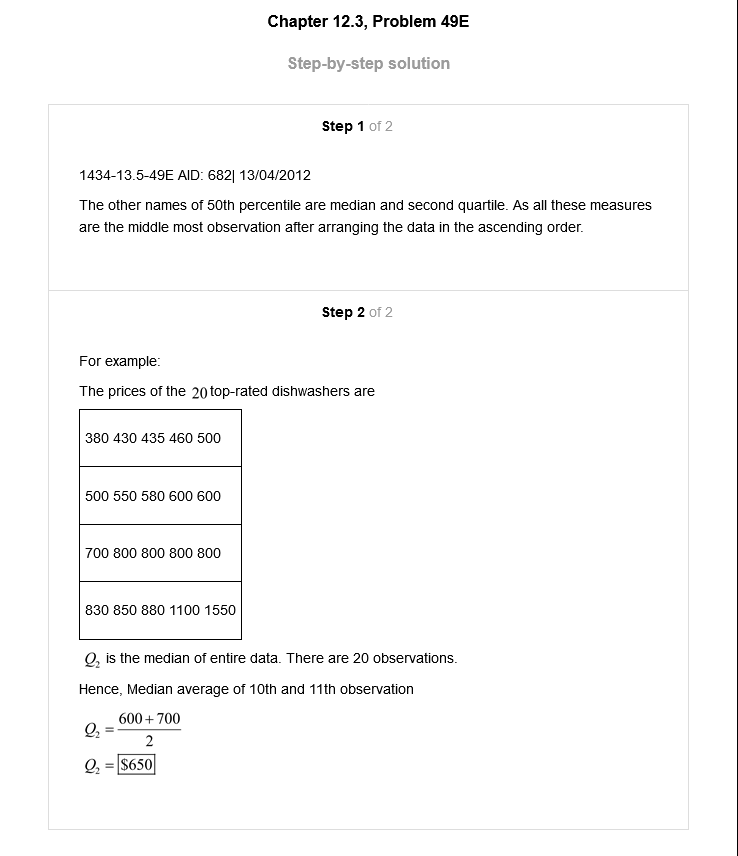 Chapter 12.3, Problem 49E
Step-by-step solution
Step 1 of 2
1434-13.5-49E AID: 682| 13/04/2012
The other names of 50th percentile are median and second quartile. As all these measures
are the middle most observation after arranging the data in the ascending order.
Step 2 of 2
For example:
The prices of the 20 top-rated dishwashers are
380 430 435 460 500
500 550 580 600 600
700 800 800 800 800
830 850 880 1100 1550
Q₂ is the median of entire data. There are 20 observations.
Hence, Median average of 10th and 11th observation
Q₂ = (600 + 700) / 2
Q₂ = $650